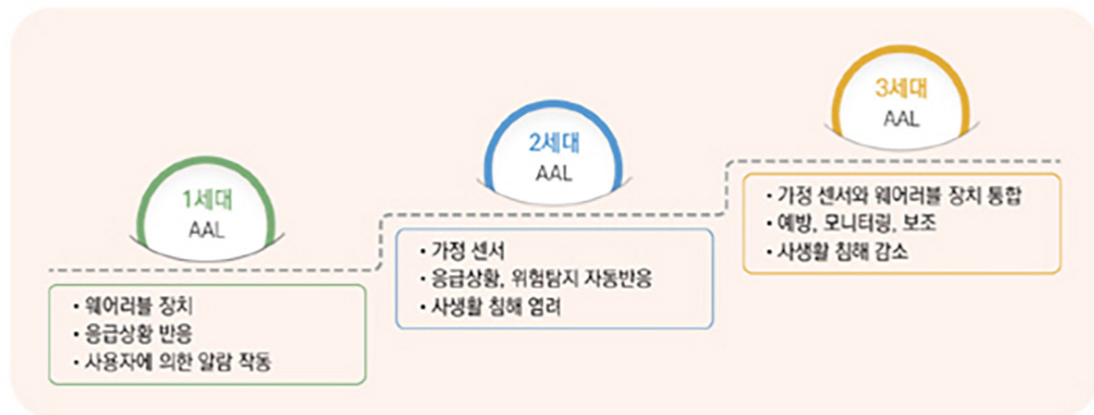 1세대
AAL
• 웨어러블 장치
• 응급상황 반응
• 사용자에 의한 알람 작동
2세대
AAL
• 가정 센서
• 응급상황, 위험탐지 자동반응
• 사생활 침해 염려
3세대
AAL
• 가정 센서와 웨어러블 장치 통합
• 예방, 모니터링, 보조
• 사생활 침해 감소